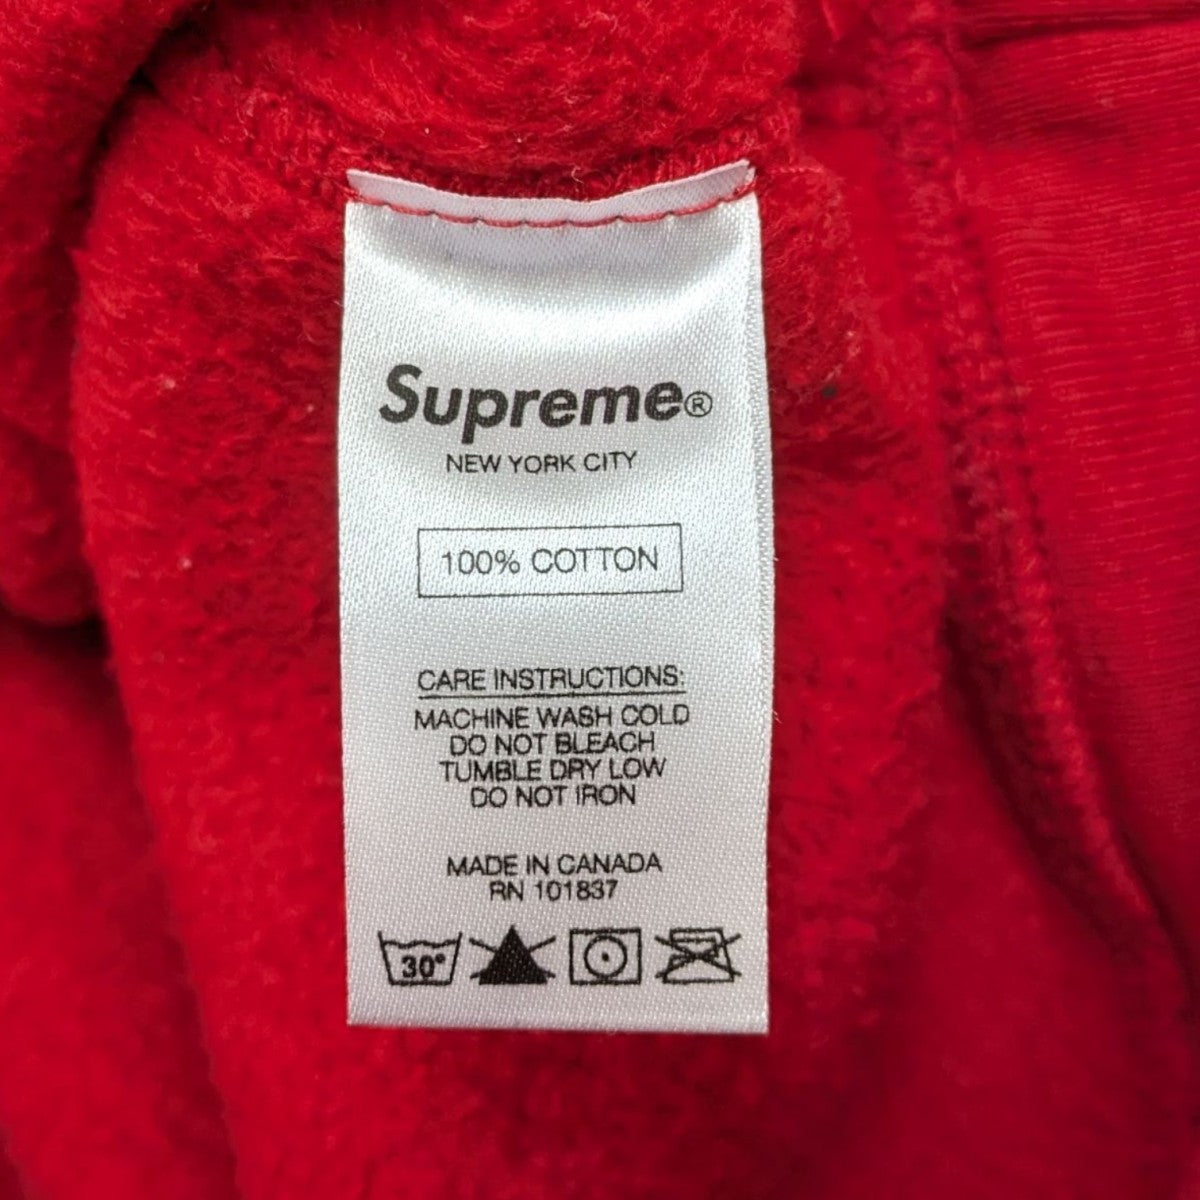 Supreme®
NEW YORK CITY
100% COTTON
CARE INSTRUCTIONS:
MACHINE WASH COLD
DO NOT BLEACH
TUMBLE DRY LOW
DO NOT IRON
MADE IN CANADA
RN 101837
30°